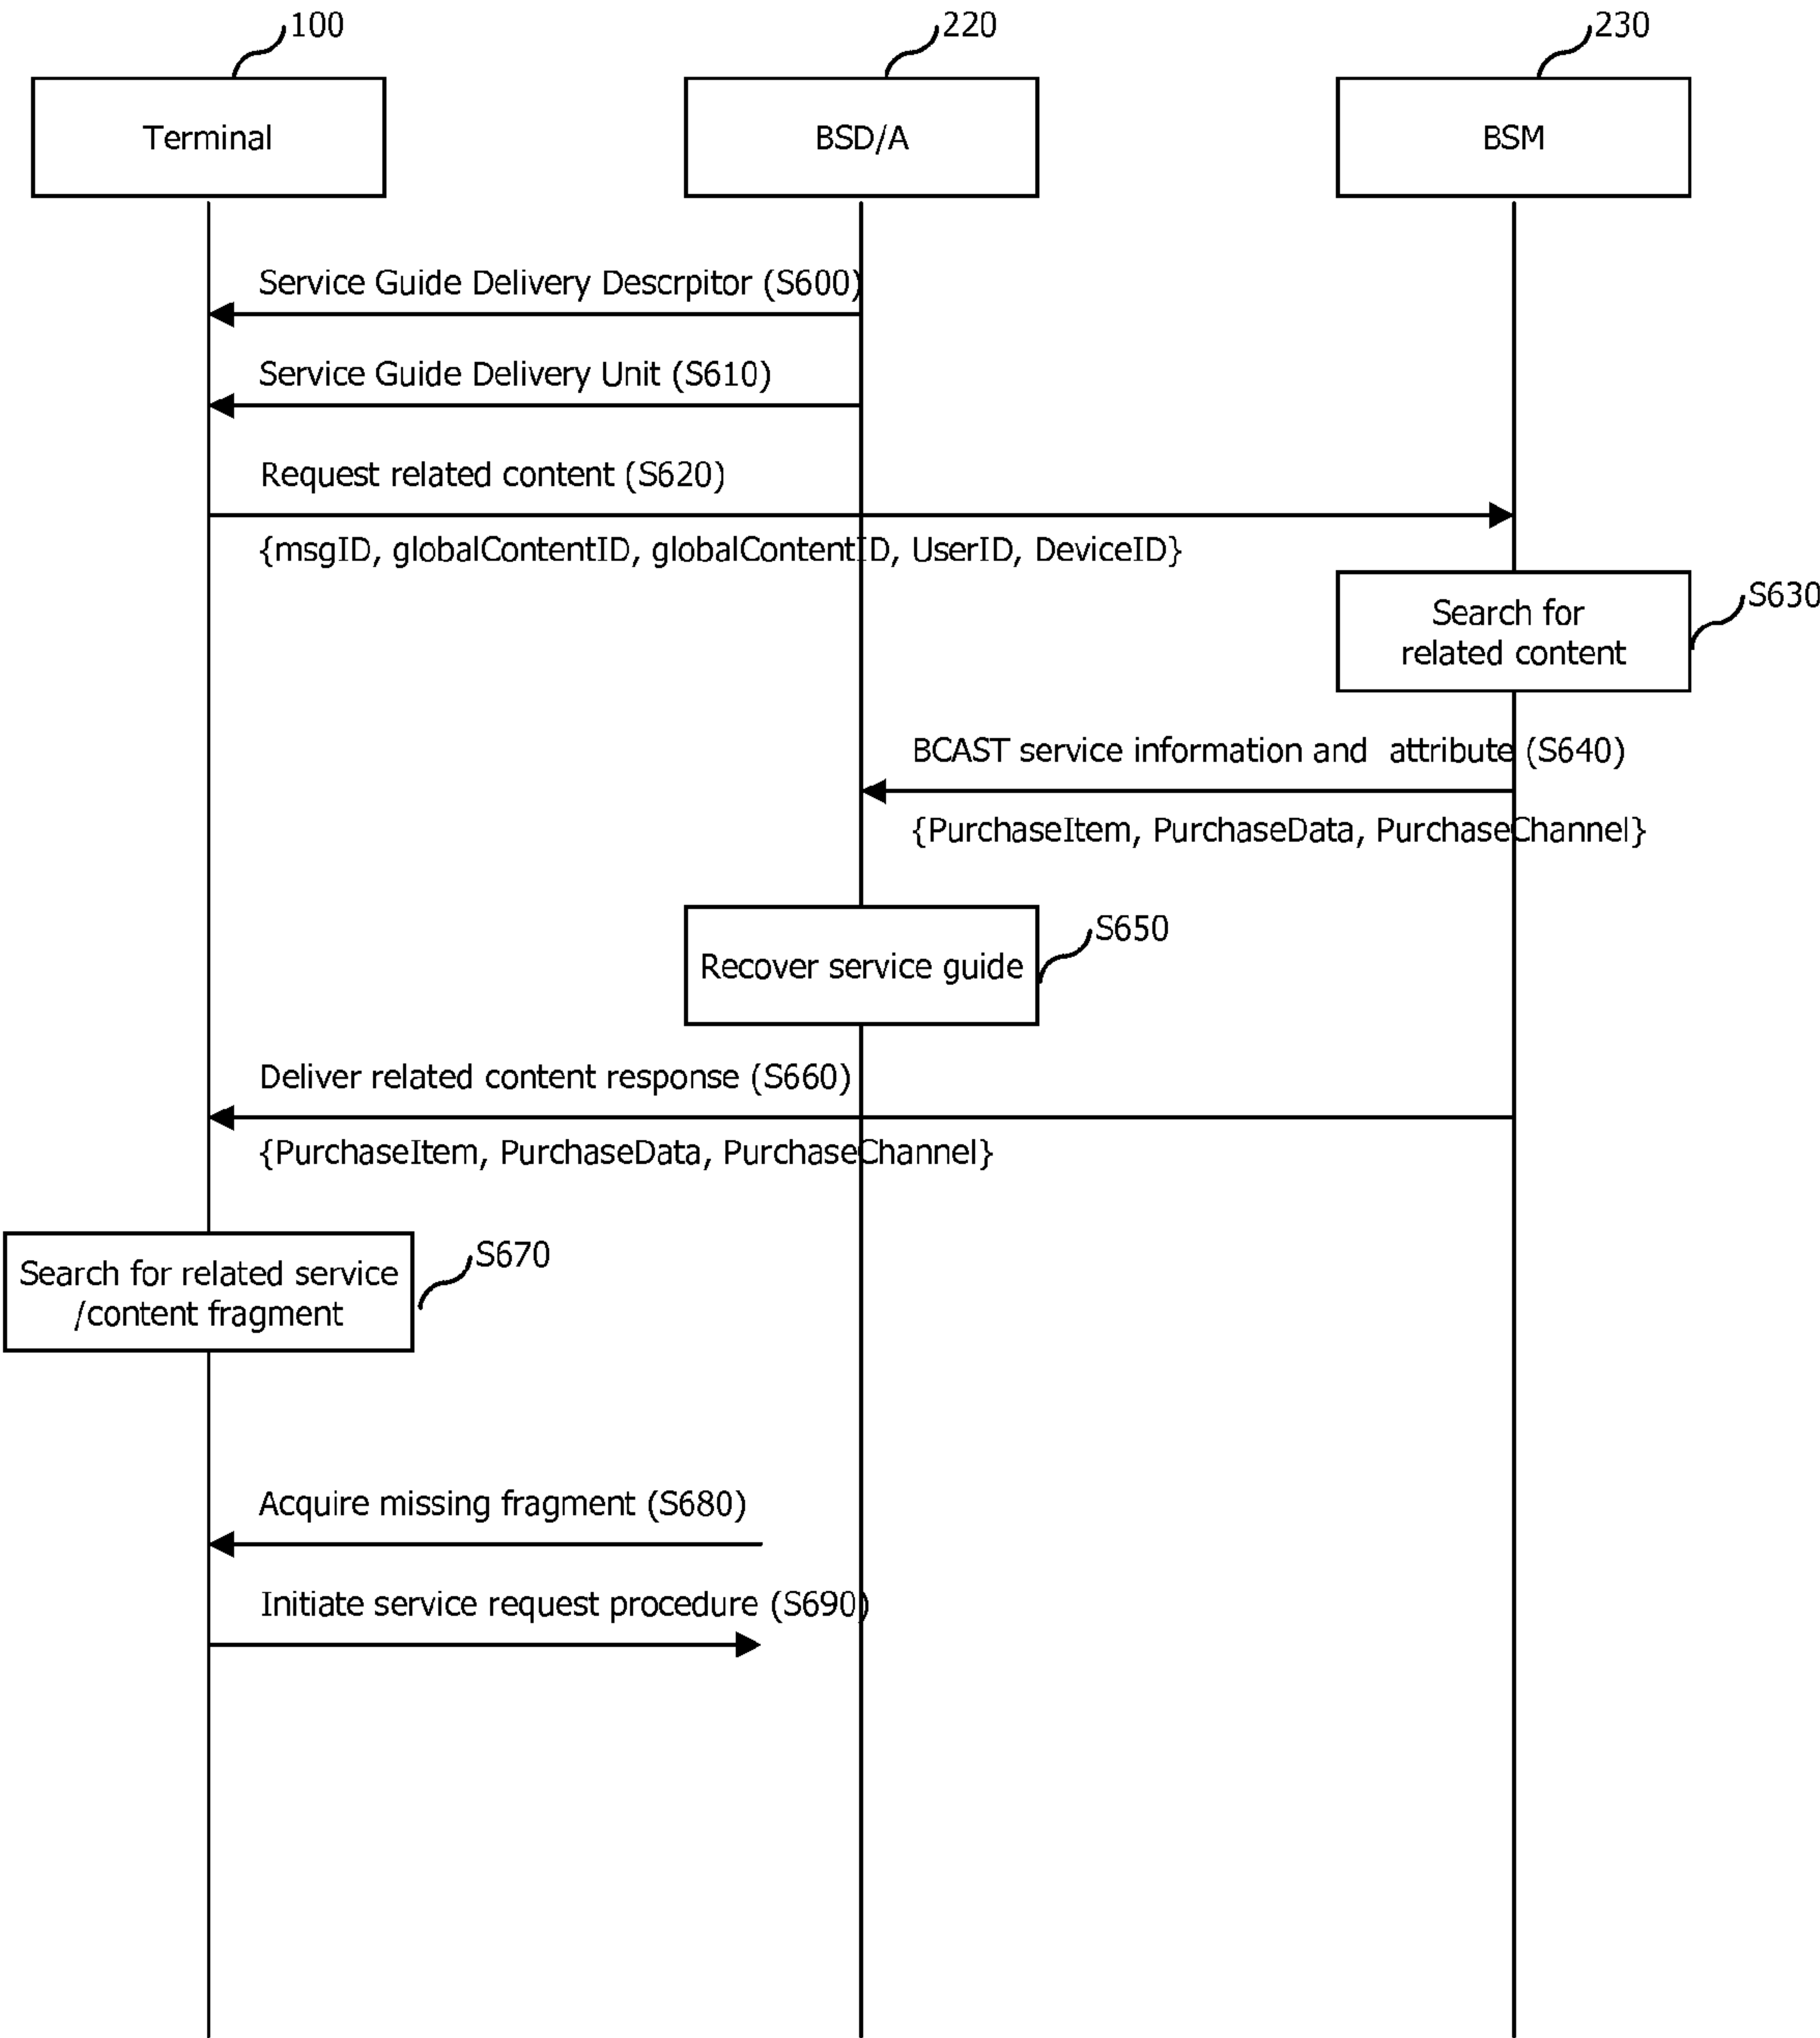 100
220
230
Terminal
BSD/A
BSM
Service Guide Delivery Descrpitor (S600)
Service Guide Delivery Unit (S610)
Request related content (S620)
{msgID, globalContentID, globalContentID, UserID, DeviceID}
S630
Search for
related content
BCAST service information and attribute (S640)
{PurchaseItem, PurchaseData, PurchaseChannel}
S650
Recover service guide
Deliver related content response (S660)
{PurchaseItem, PurchaseData, PurchaseChannel}
S670
Search for related service
/content fragment
Acquire missing fragment (S680)
Initiate service request procedure (S690)